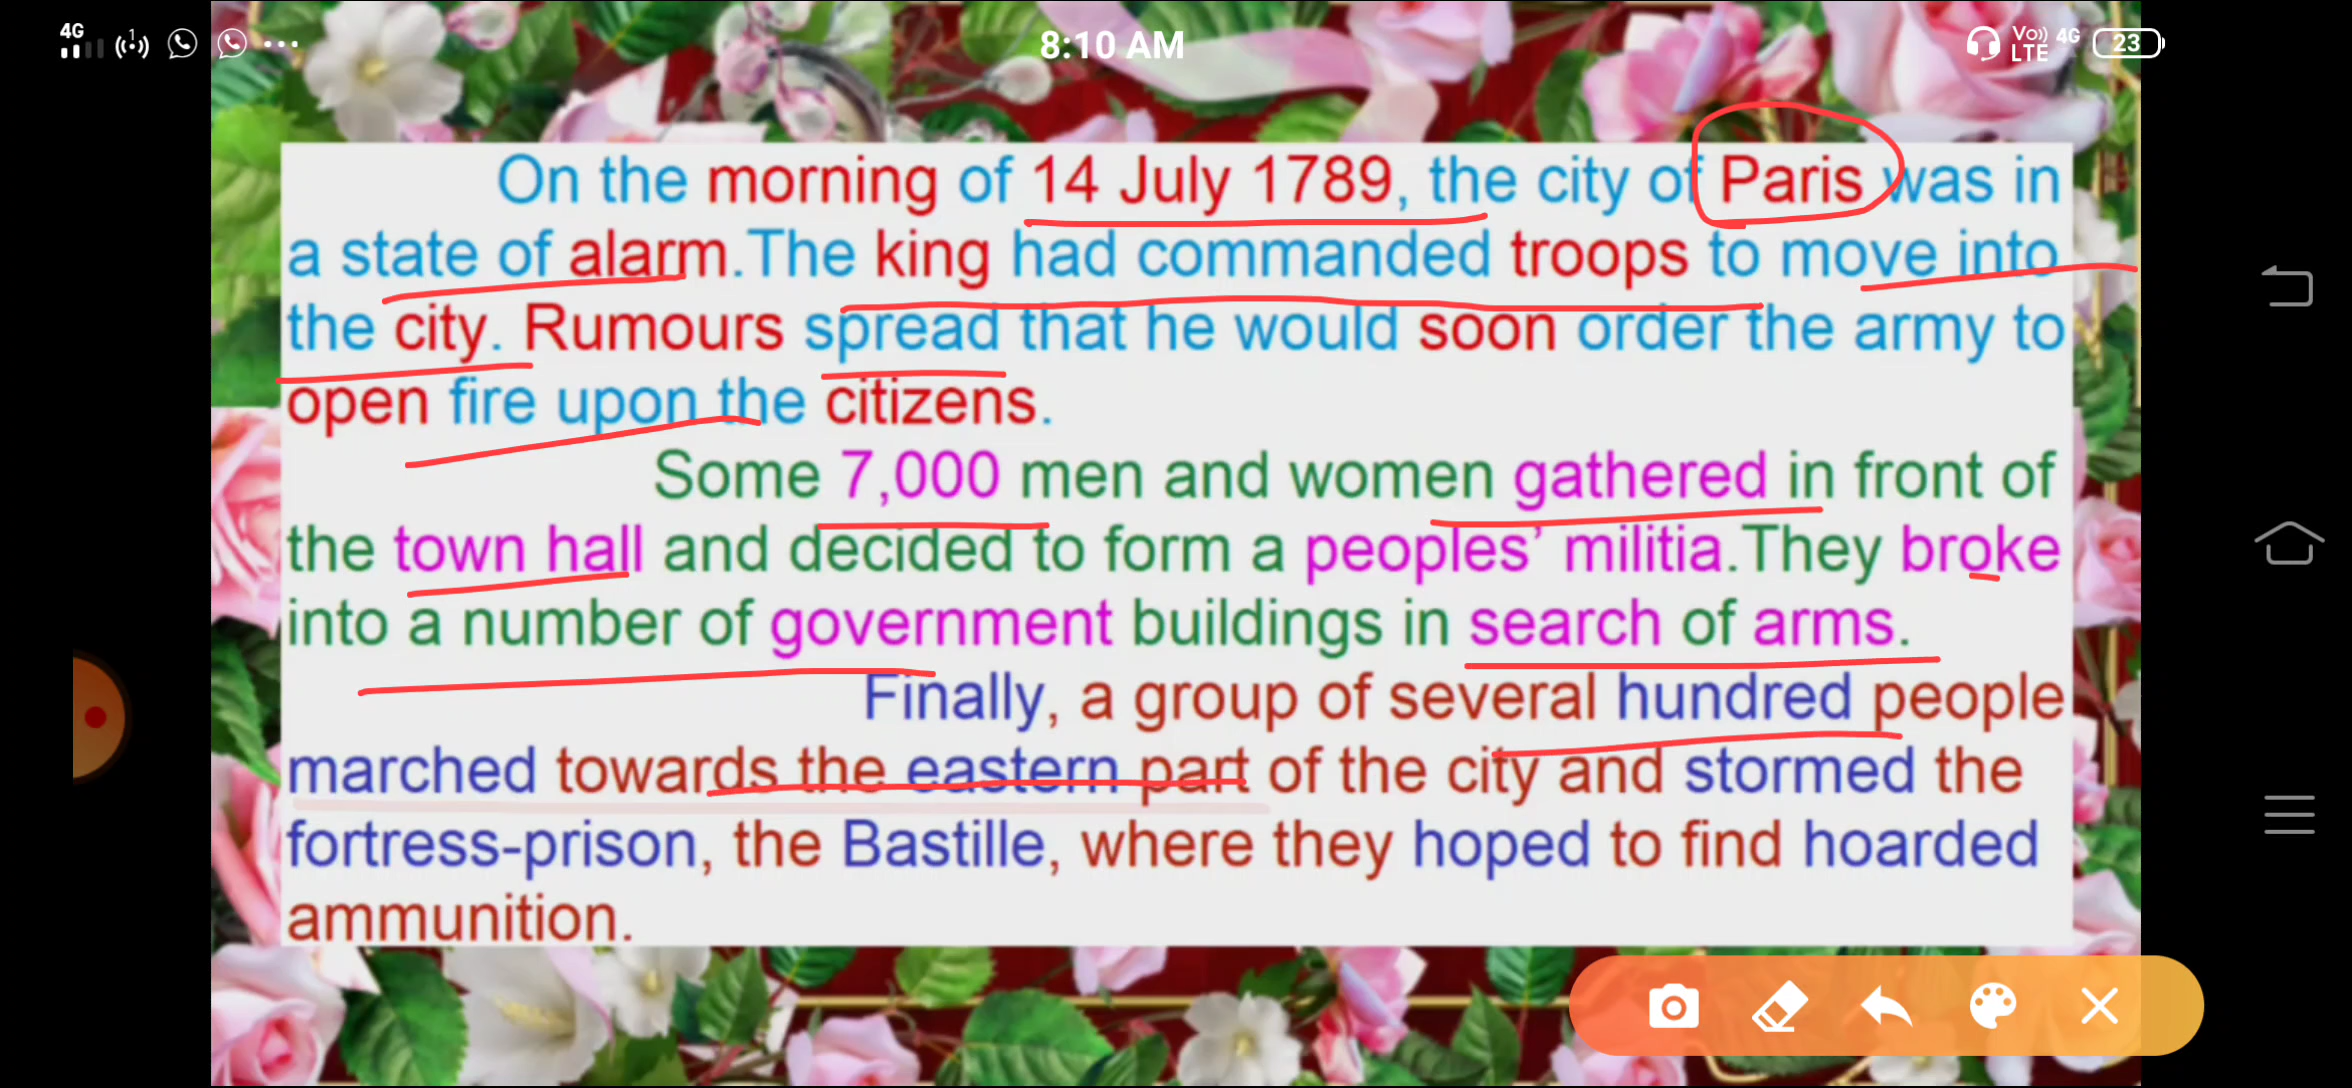 4G
8:10 AM
Vo))
LTE
4G
23
On the morning of 14 July 1789, the city of Paris was in
a state of alarm.The king had commanded troops to move into
the city. Rumours spread that he would soon order the army to
open fire upon the citizens.
Some 7,000 men and women gathered in front of
the town hall and decided to form a peoples’ militia.They broke
into a number of government buildings in search of arms.
Finally, a group of several hundred people
marched towards the eastern part of the city and stormed the
fortress-prison, the Bastille, where they hoped to find hoarded
ammunition.